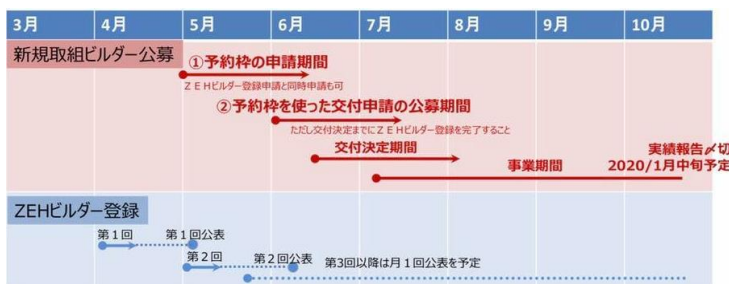 3月 4月 5月 6月 7月 8月 9月 10月
新規取組ビルダー公募
①予約枠の申請期間
ＺＥＨビルダー登録申請と同時申請も可
②予約枠を使った交付申請の公募期間
ただし交付決定までにＺＥＨビルダー登録を完了すること
交付決定期間
実績報告〆切
事業期間
2020/1月中旬予定
ZEHビルダー登録
第１回
第１回公表
第２回
第２回公表
第3回以降は月１回公表を予定